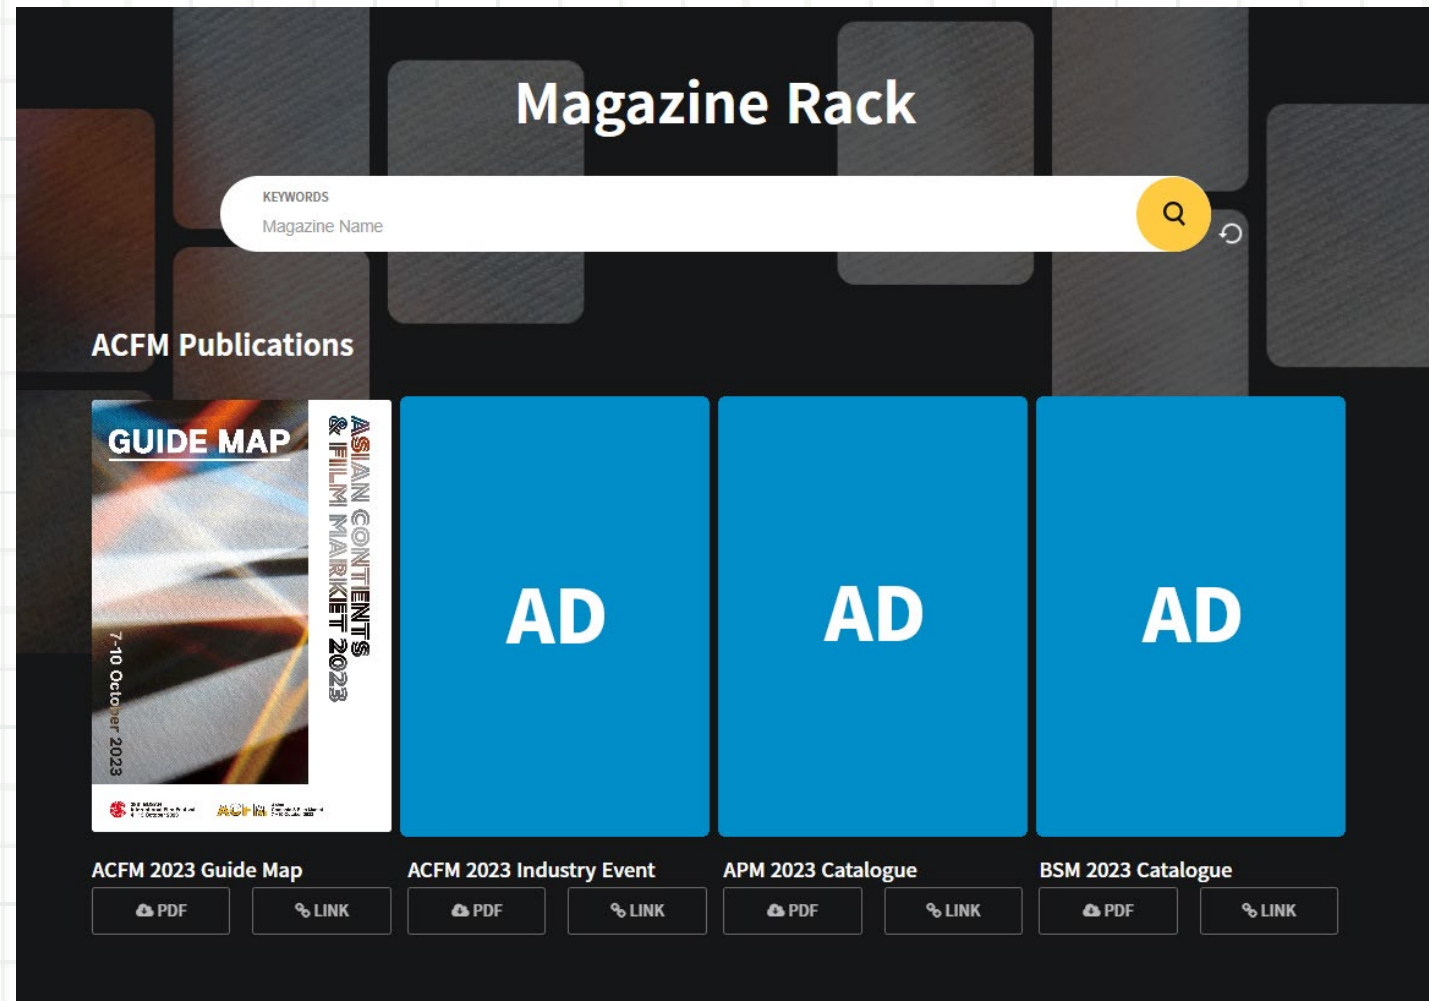 Magazine Rack
KEYWORDS
Magazine Name
ACFM Publications
GUIDE MAP
ASIAN CONTENTS
& FILM MARKET 2023
7-10 October 2023
ACFM
AD
AD
AD
ACFM 2023 Guide Map
ACFM 2023 Industry Event
APM 2023 Catalogue
BSM 2023 Catalogue
PDF
LINK
PDF
LINK
PDF
LINK
PDF
LINK